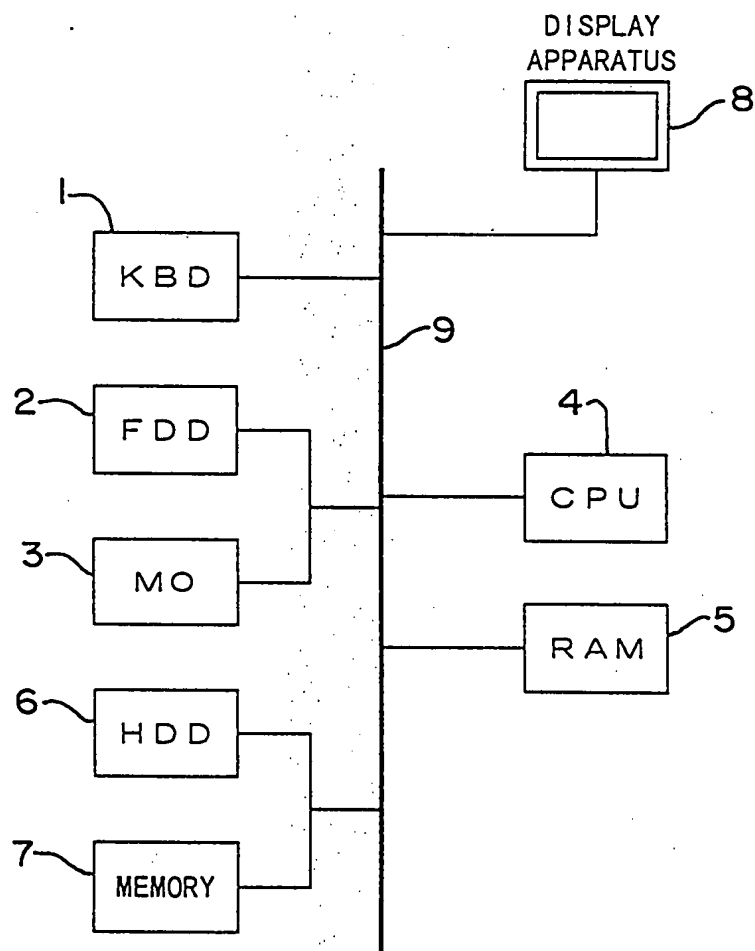 DISPLAY
APPARATUS
8
1
KBD
9
2
FDD
4
CPU
3
MO
5
RAM
6
HDD
7
MEMORY